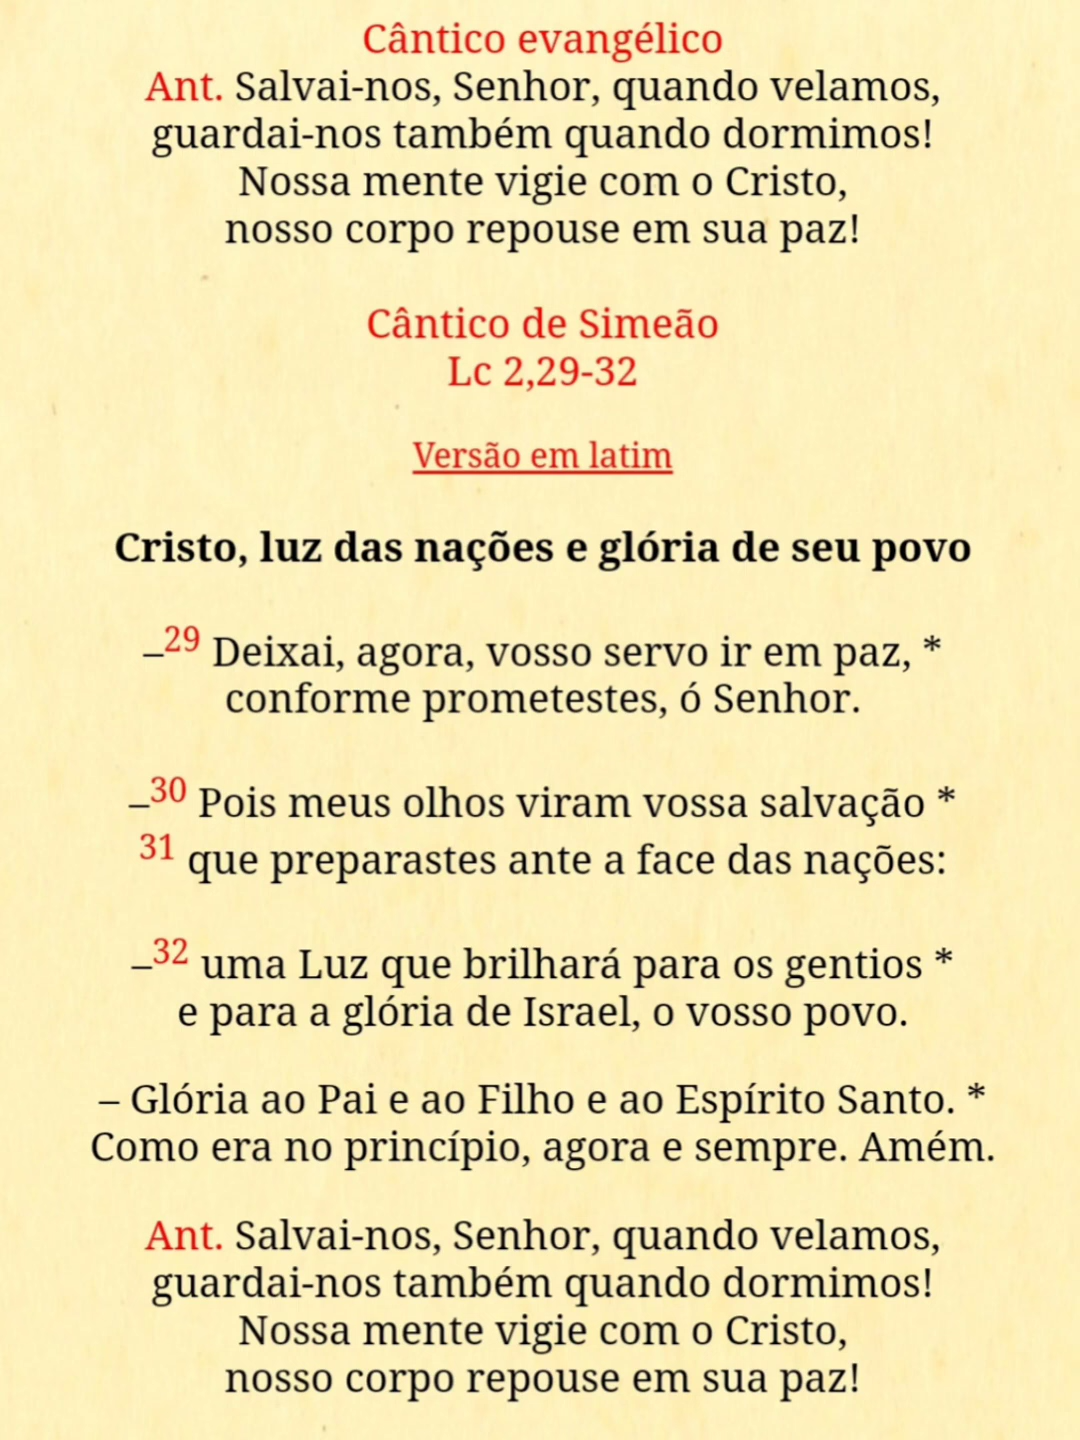 Cântico evangélico
Ant. Salvai-nos, Senhor, quando velamos,
guardai-nos também quando dormimos!
Nossa mente vigie com o Cristo,
nosso corpo repouse em sua paz!
Cântico de Simeão
Lc 2,29-32
Versão em latim
Cristo, luz das nações e glória de seu povo
–29 Deixai, agora, vosso servo ir em paz, *
conforme prometestes, ó Senhor.
–30 Pois meus olhos viram vossa salvação *
31 que preparastes ante a face das nações:
–32 uma Luz que brilhará para os gentios *
e para a glória de Israel, o vosso povo.
– Glória ao Pai e ao Filho e ao Espírito Santo. *
Como era no princípio, agora e sempre. Amém.
Ant. Salvai-nos, Senhor, quando velamos,
guardai-nos também quando dormimos!
Nossa mente vigie com o Cristo,
nosso corpo repouse em sua paz!